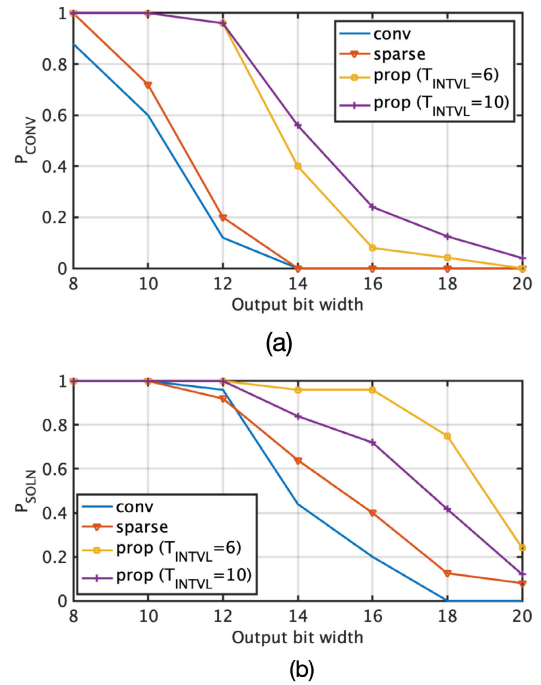 1
0.8
0.6
0.4
0.2
0
P_CONV
conv
sparse
prop (T_INTVL=6)
prop (T_INTVL=10)
8 10 12 14 16 18 20
Output bit width
(a)
1
0.8
0.6
0.4
0.2
0
P_SOLN
conv
sparse
prop (T_INTVL=6)
prop (T_INTVL=10)
8 10 12 14 16 18 20
Output bit width
(b)